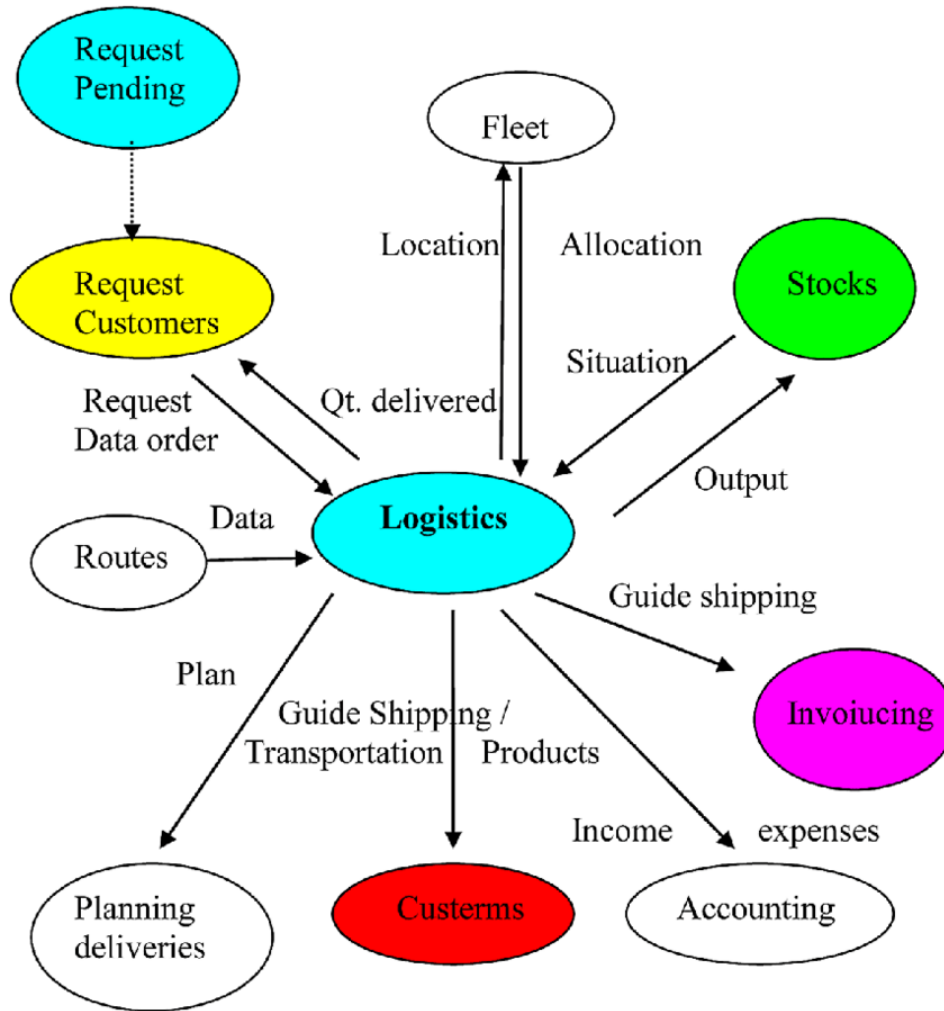 Request
Pending
Fleet
Location
Allocation
Request
Customers
Stocks
Situation
Request
Data order
Qt. delivered
Output
Data
Logistics
Routes
Guide shipping
Plan
Guide Shipping /
Transportation
Products
Invoiucing
Income
expenses
Planning
deliveries
Custerms
Accounting